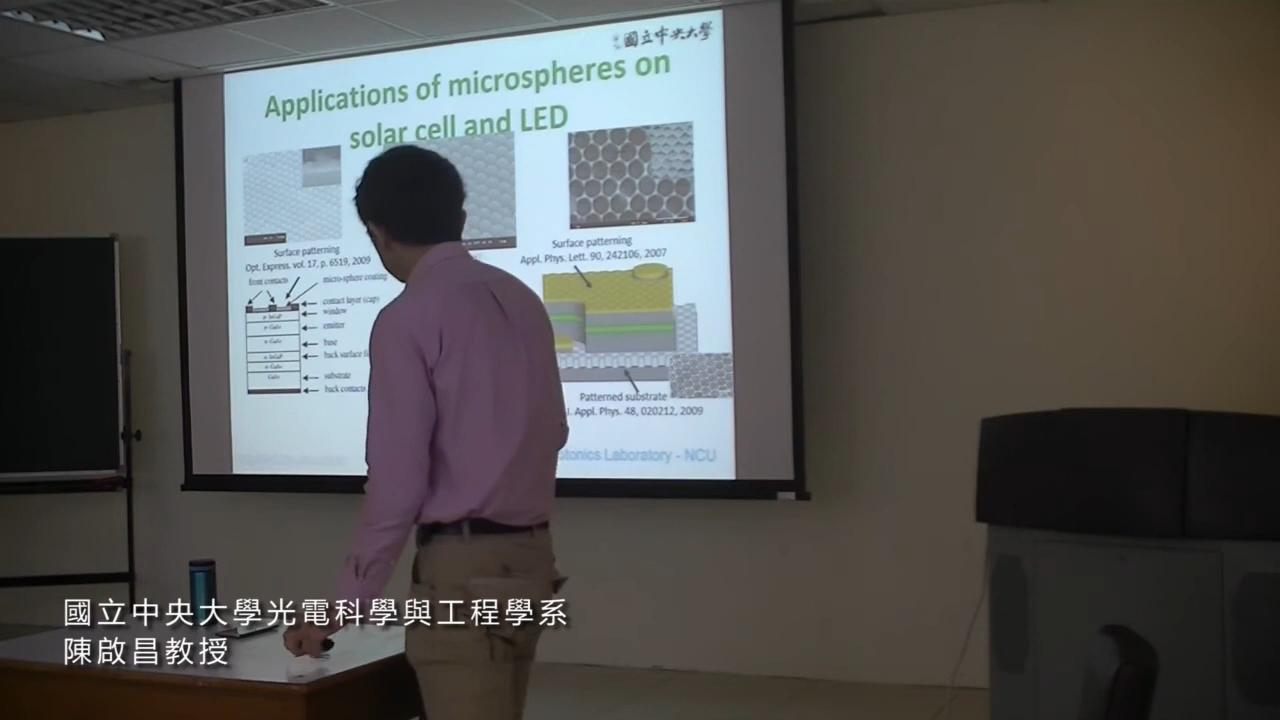 國立中央大學
Applications of microspheres on
solar cell and LED
Surface patterning
Opt. Express. vol. 17, p. 6519, 2009
front contacts
micro-sphere coating
contact layer (cap)
window
emitter
base
back surface
substrate
back contacts
Surface patterning
Appl. Phys. Lett. 90, 242106, 2007
Patterned substrate
Appl. Phys. 48, 020212, 2009
Laboratory - NCU
國立中央大學光電科學與工程學系
陳啟昌教授